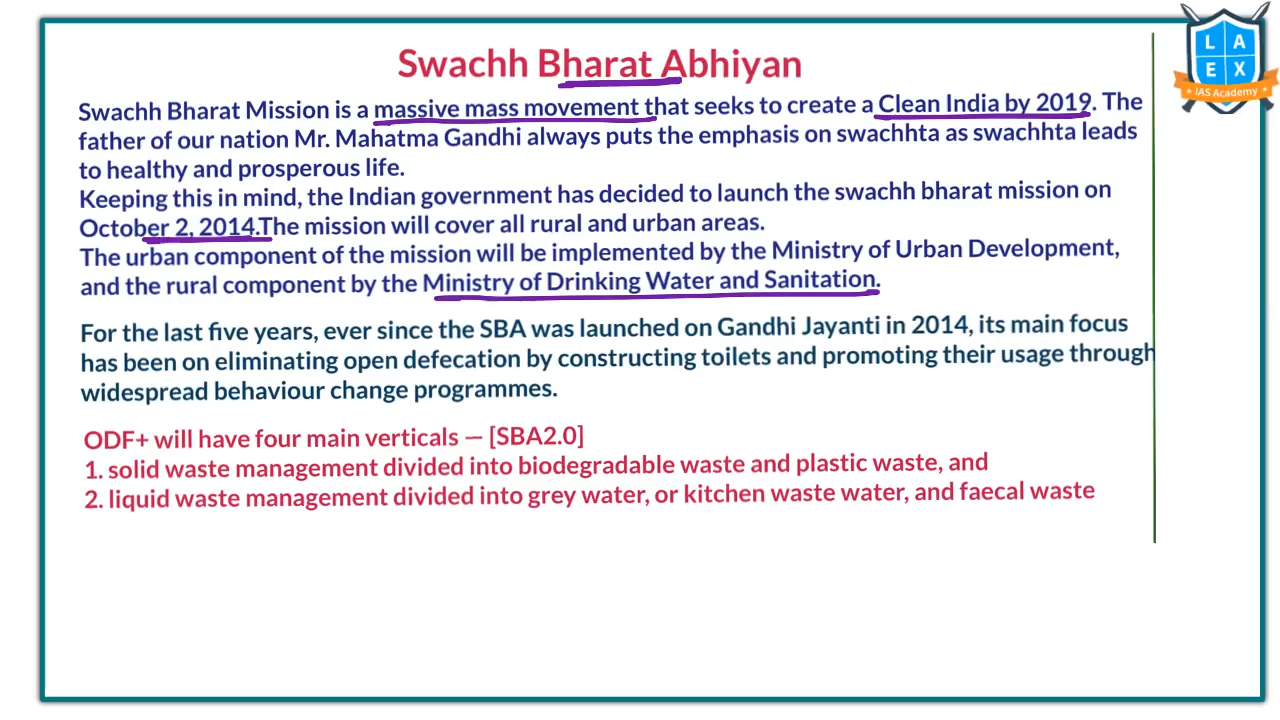 Swachh Bharat Abhiyan
Swachh Bharat Mission is a massive mass movement that seeks to create a Clean India by 2019. The
father of our nation Mr. Mahatma Gandhi always puts the emphasis on swachhta as swachhta leads
to healthy and prosperous life.
Keeping this in mind, the Indian government has decided to launch the swachh bharat mission on
October 2, 2014.The mission will cover all rural and urban areas.
The urban component of the mission will be implemented by the Ministry of Urban Development,
and the rural component by the Ministry of Drinking Water and Sanitation.
For the last five years, ever since the SBA was launched on Gandhi Jayanti in 2014, its main focus
has been on eliminating open defecation by constructing toilets and promoting their usage through
widespread behaviour change programmes.
ODF+ will have four main verticals — [SBA2.0]
1. solid waste management divided into biodegradable waste and plastic waste, and
2. liquid waste management divided into grey water, or kitchen waste water, and faecal waste
L A
E X
IAS Academy